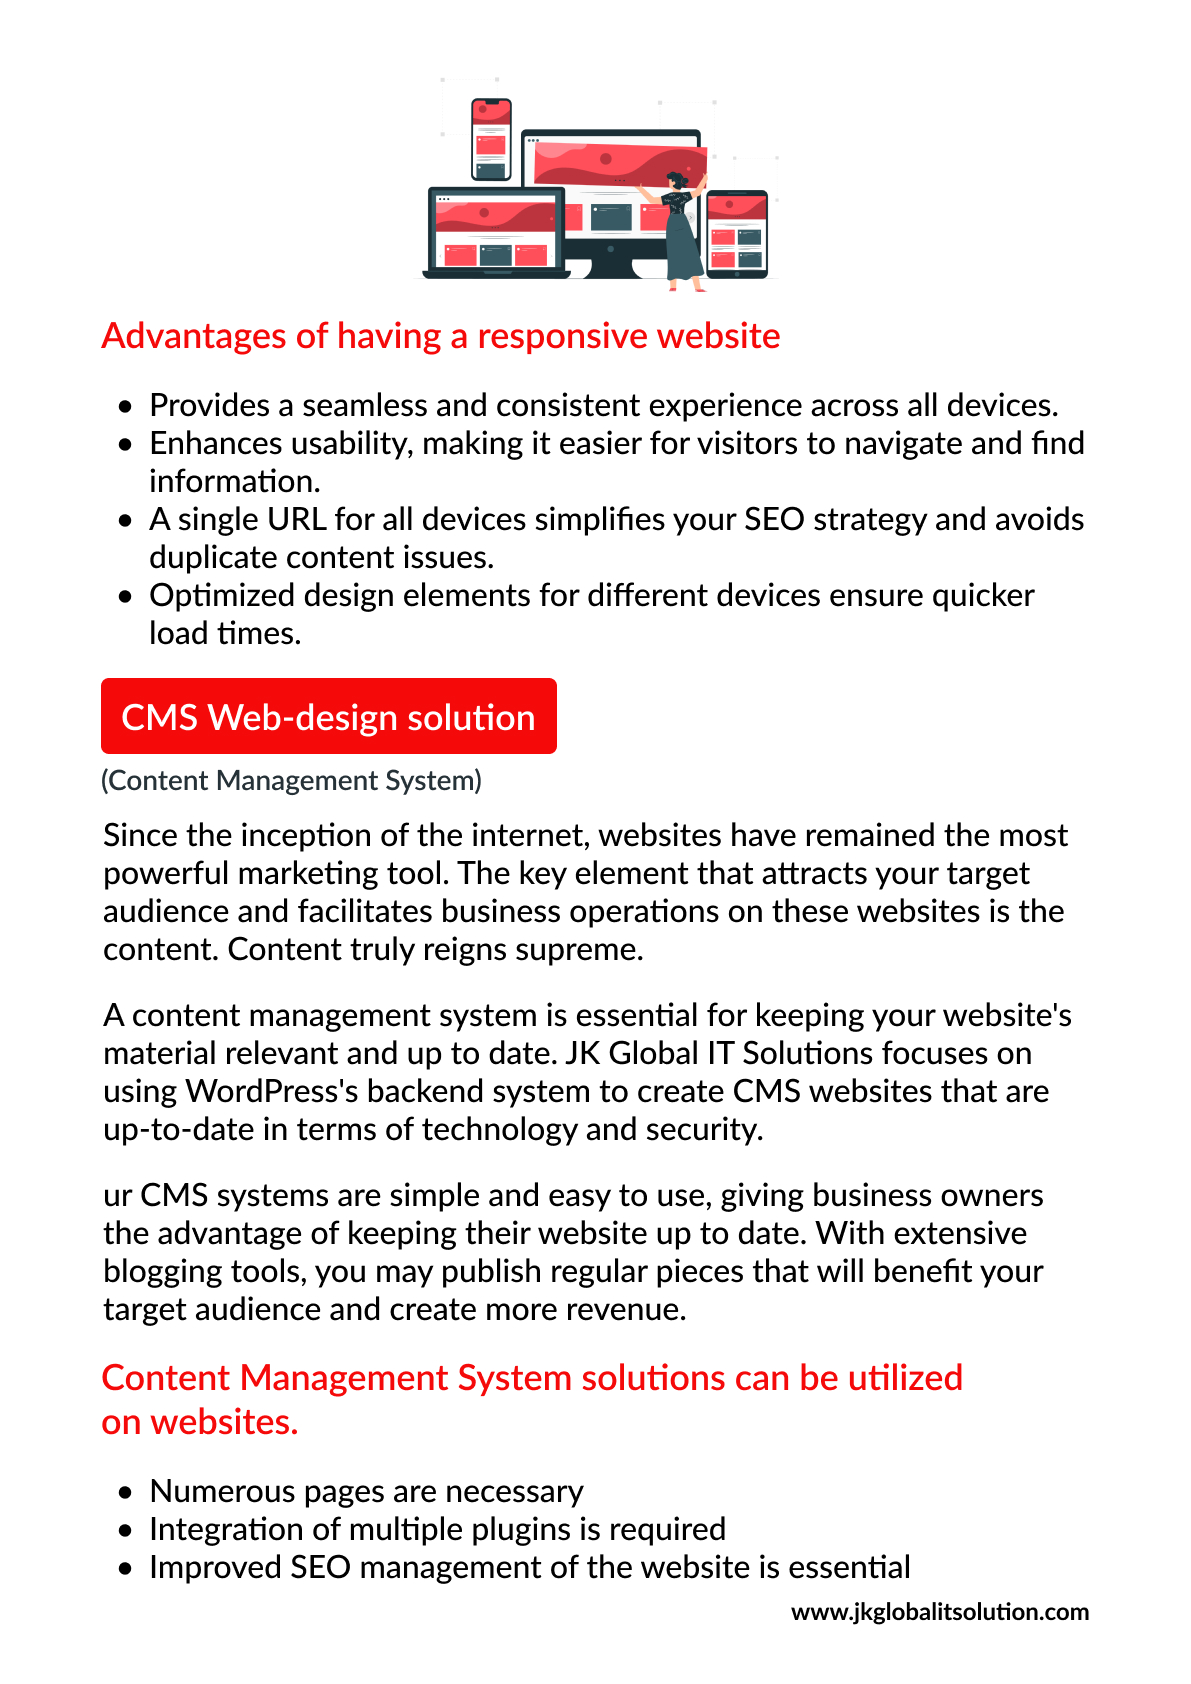 Advantages of having a responsive website
• Provides a seamless and consistent experience across all devices.
• Enhances usability, making it easier for visitors to navigate and find
information.
• A single URL for all devices simplifies your SEO strategy and avoids
duplicate content issues.
• Optimized design elements for different devices ensure quicker
load times.
CMS Web-design solution
(Content Management System)
Since the inception of the internet, websites have remained the most
powerful marketing tool. The key element that attracts your target
audience and facilitates business operations on these websites is the
content. Content truly reigns supreme.
A content management system is essential for keeping your website's
material relevant and up to date. JK Global IT Solutions focuses on
using WordPress's backend system to create CMS websites that are
up-to-date in terms of technology and security.
ur CMS systems are simple and easy to use, giving business owners
the advantage of keeping their website up to date. With extensive
blogging tools, you may publish regular pieces that will benefit your
target audience and create more revenue.
Content Management System solutions can be utilized
on websites.
• Numerous pages are necessary
• Integration of multiple plugins is required
• Improved SEO management of the website is essential
www.jkglobalitsolution.com